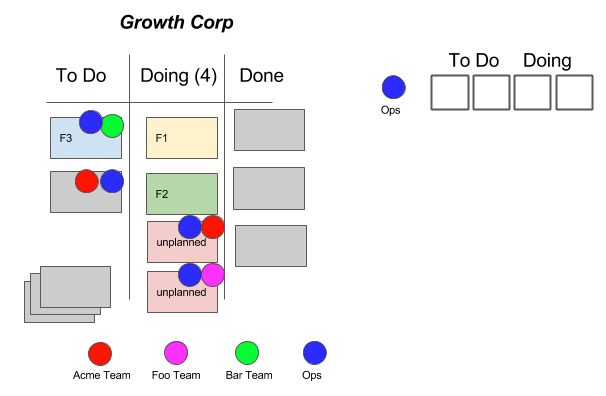 Growth Corp
To Do
Doing (4)
Done
F3
F1
F2
unplanned
unplanned
Acme Team
Foo Team
Bar Team
Ops
To Do
Doing
Ops